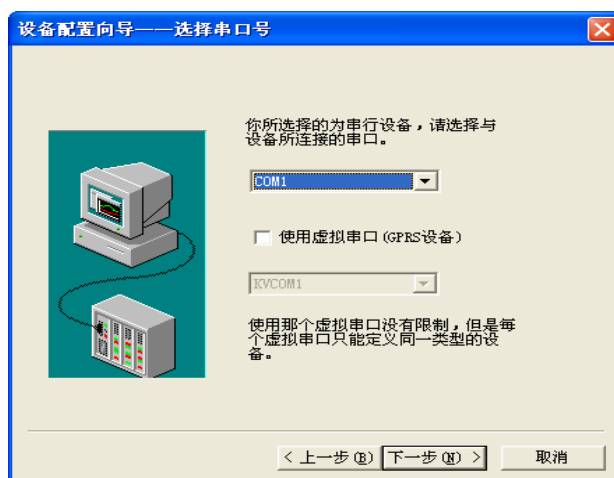 设备配置向导——选择串口号
你所选择的为串行设备，请选择与
设备所连接的串口。
COM1
使用虚拟串口(GPRS设备)
KVCOM1
使用那个虚拟串口没有限制，但是每
个虚拟串口只能定义同一类型的设
备。
< 上一步(B) 下一步(N) > 取消